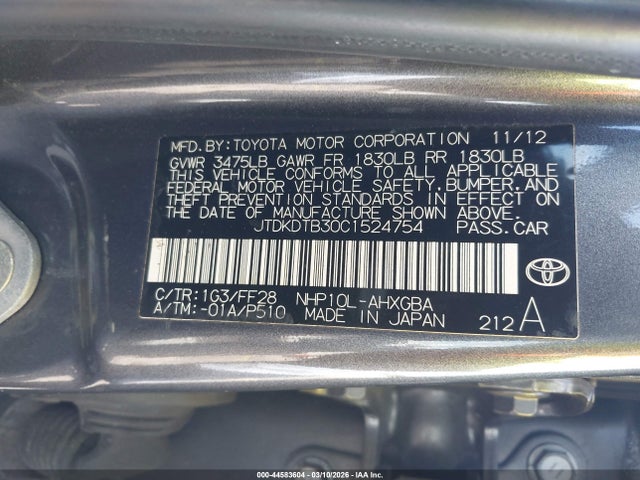 MFD. BY: TOYOTA MOTOR CORPORATION 11/12
GVWR 3475LB GAWR FR 1830LB RR 1830LB
THIS VEHICLE CONFORMS TO ALL APPLICABLE
FEDERAL MOTOR VEHICLE SAFETY, BUMPER, AND
THEFT PREVENTION STANDARDS IN EFFECT ON
THE DATE OF MANUFACTURE SHOWN ABOVE.
JTDKDTB30C1524754 PASS. CAR
C/TR: 1G3/FF28 NHP10L-AHXGBA
A/TM: -01A/P510 MADE IN JAPAN 212 A
TOYOTA
000-44583604 | 03/10/2026 | IAA Inc.